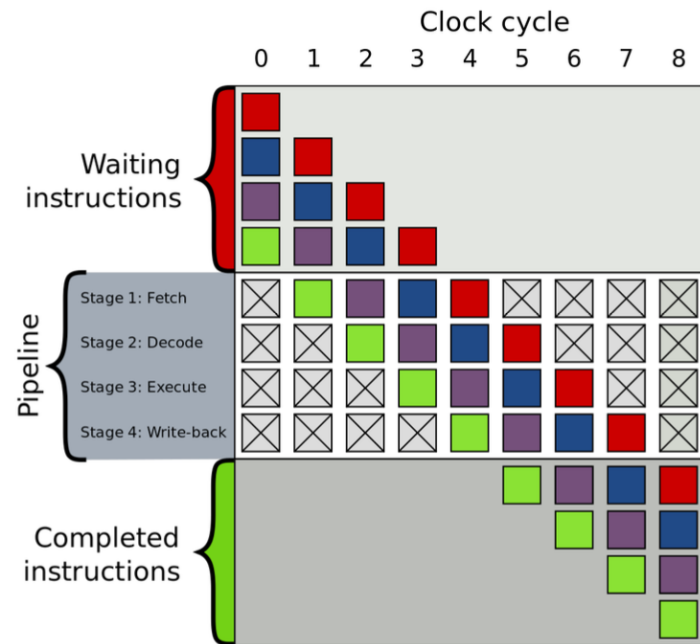 Clock cycle
0 1 2 3 4 5 6 7 8
Waiting
instructions
Pipeline
Stage 1: Fetch
Stage 2: Decode
Stage 3: Execute
Stage 4: Write-back
Completed
instructions